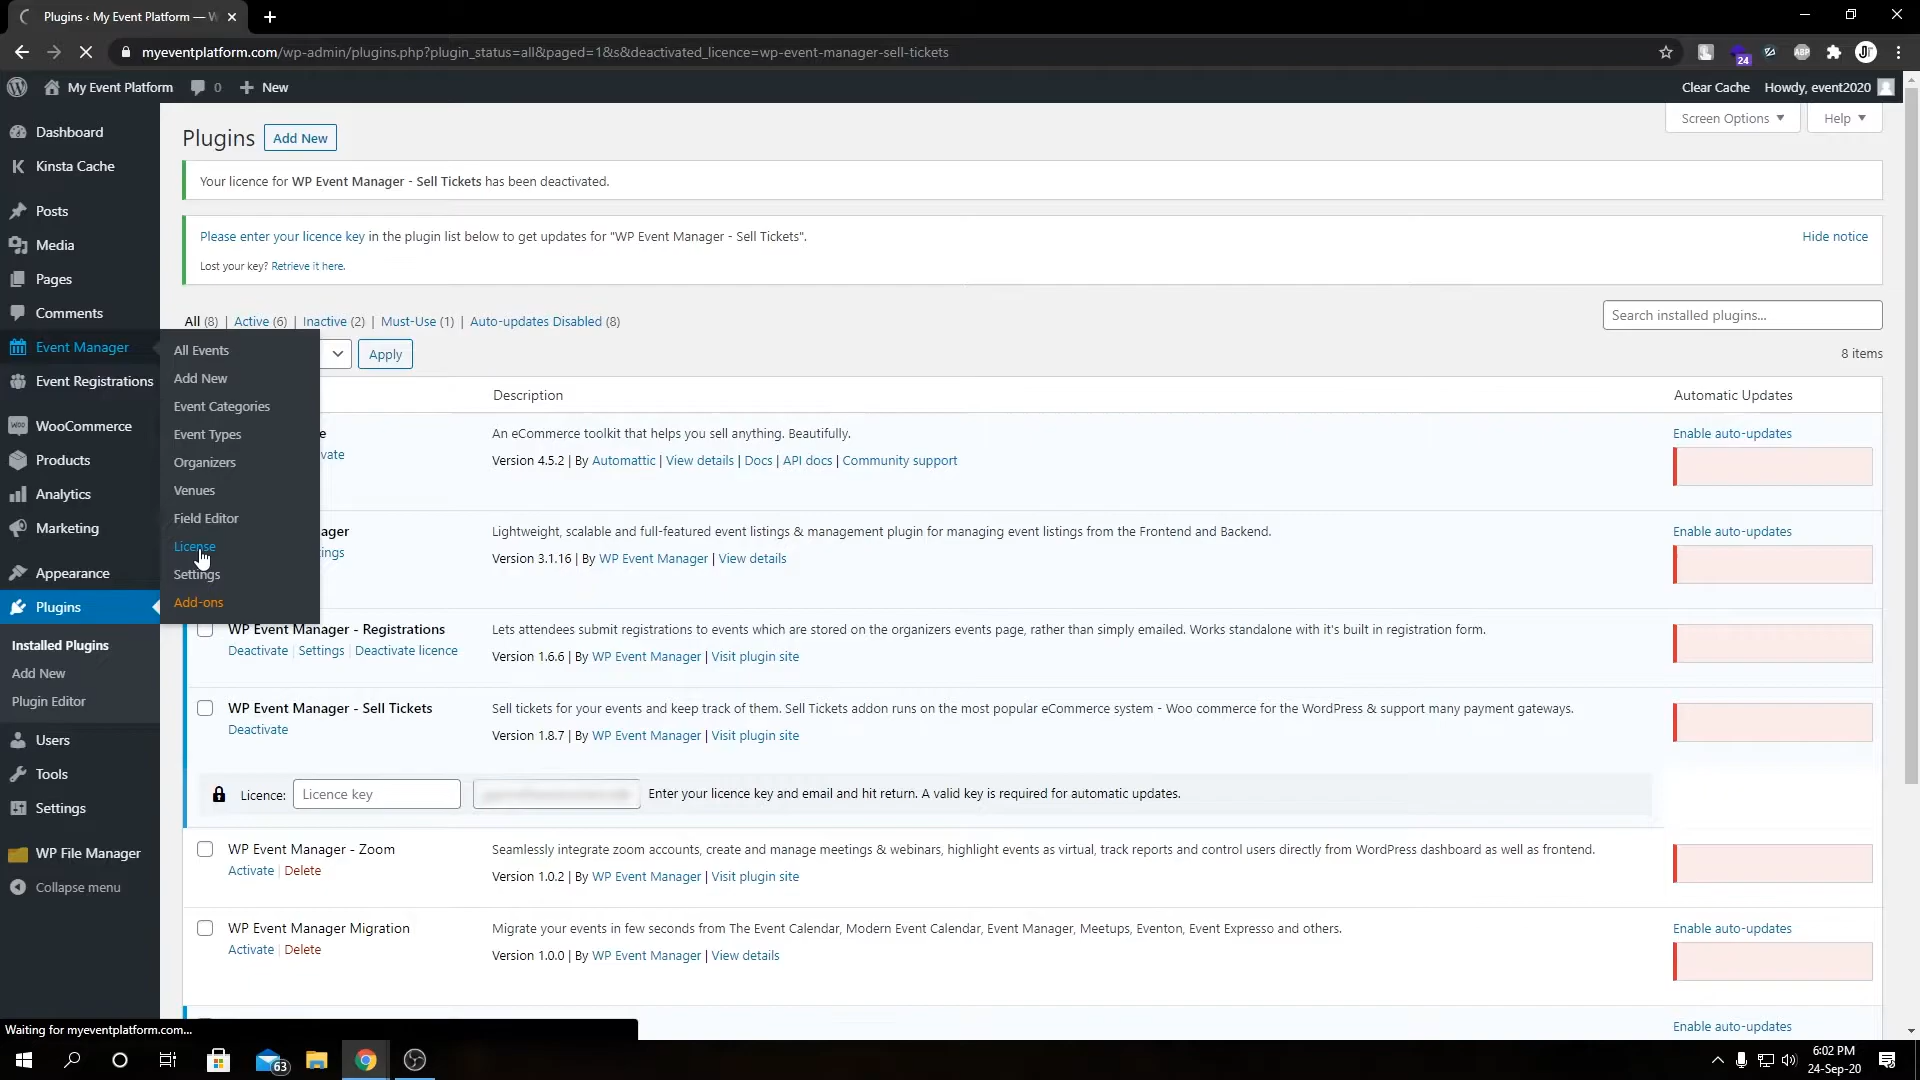 Plugins ‹ My Event Platform — W
myeventplatform.com/wp-admin/plugins.php?plugin_status=all&paged=1&s&deactivated_licence=wp-event-manager-sell-tickets
ABP
24
My Event Platform
0
New
Clear Cache
Howdy, event2020
Dashboard
Kinsta Cache
Posts
Media
Pages
Comments
Event Manager
Event Registrations
WooCommerce
Products
Analytics
Marketing
Appearance
Plugins
Installed Plugins
Add New
Plugin Editor
Users
Tools
Settings
WP File Manager
Collapse menu
All Events
Add New
Event Categories
Event Types
Organizers
Venues
Field Editor
License
Settings
Add-ons
Plugins
Add New
Screen Options
Help
Your licence for WP Event Manager - Sell Tickets has been deactivated.
Please enter your licence key in the plugin list below to get updates for "WP Event Manager - Sell Tickets".
Hide notice
Lost your key? Retrieve it here.
All (8) | Active (6) | Inactive (2) | Must-Use (1) | Auto-updates Disabled (8)
Search installed plugins...
Apply
8 items
Description
Automatic Updates
An eCommerce toolkit that helps you sell anything. Beautifully.
Enable auto-updates
Version 4.5.2 | By Automattic | View details | Docs | API docs | Community support
Lightweight, scalable and full-featured event listings & management plugin for managing event listings from the Frontend and Backend.
Enable auto-updates
Version 3.1.16 | By WP Event Manager | View details
WP Event Manager - Registrations
Deactivate | Settings | Deactivate licence
Lets attendees submit registrations to events which are stored on the organizers events page, rather than simply emailed. Works standalone with it's built in registration form.
Version 1.6.6 | By WP Event Manager | Visit plugin site
WP Event Manager - Sell Tickets
Deactivate
Sell tickets for your events and keep track of them. Sell Tickets addon runs on the most popular eCommerce system - Woo commerce for the WordPress & support many payment gateways.
Version 1.8.7 | By WP Event Manager | Visit plugin site
Licence:
Licence key
Enter your licence key and email and hit return. A valid key is required for automatic updates.
WP Event Manager - Zoom
Activate | Delete
Seamlessly integrate zoom accounts, create and manage meetings & webinars, highlight events as virtual, track reports and control users directly from WordPress dashboard as well as frontend.
Version 1.0.2 | By WP Event Manager | Visit plugin site
WP Event Manager Migration
Activate | Delete
Migrate your events in few seconds from The Event Calendar, Modern Event Calendar, Event Manager, Meetups, Eventon, Event Expresso and others.
Enable auto-updates
Version 1.0.0 | By WP Event Manager | View details
Enable auto-updates
Waiting for myeventplatform.com...
63
6:02 PM
24-Sep-20